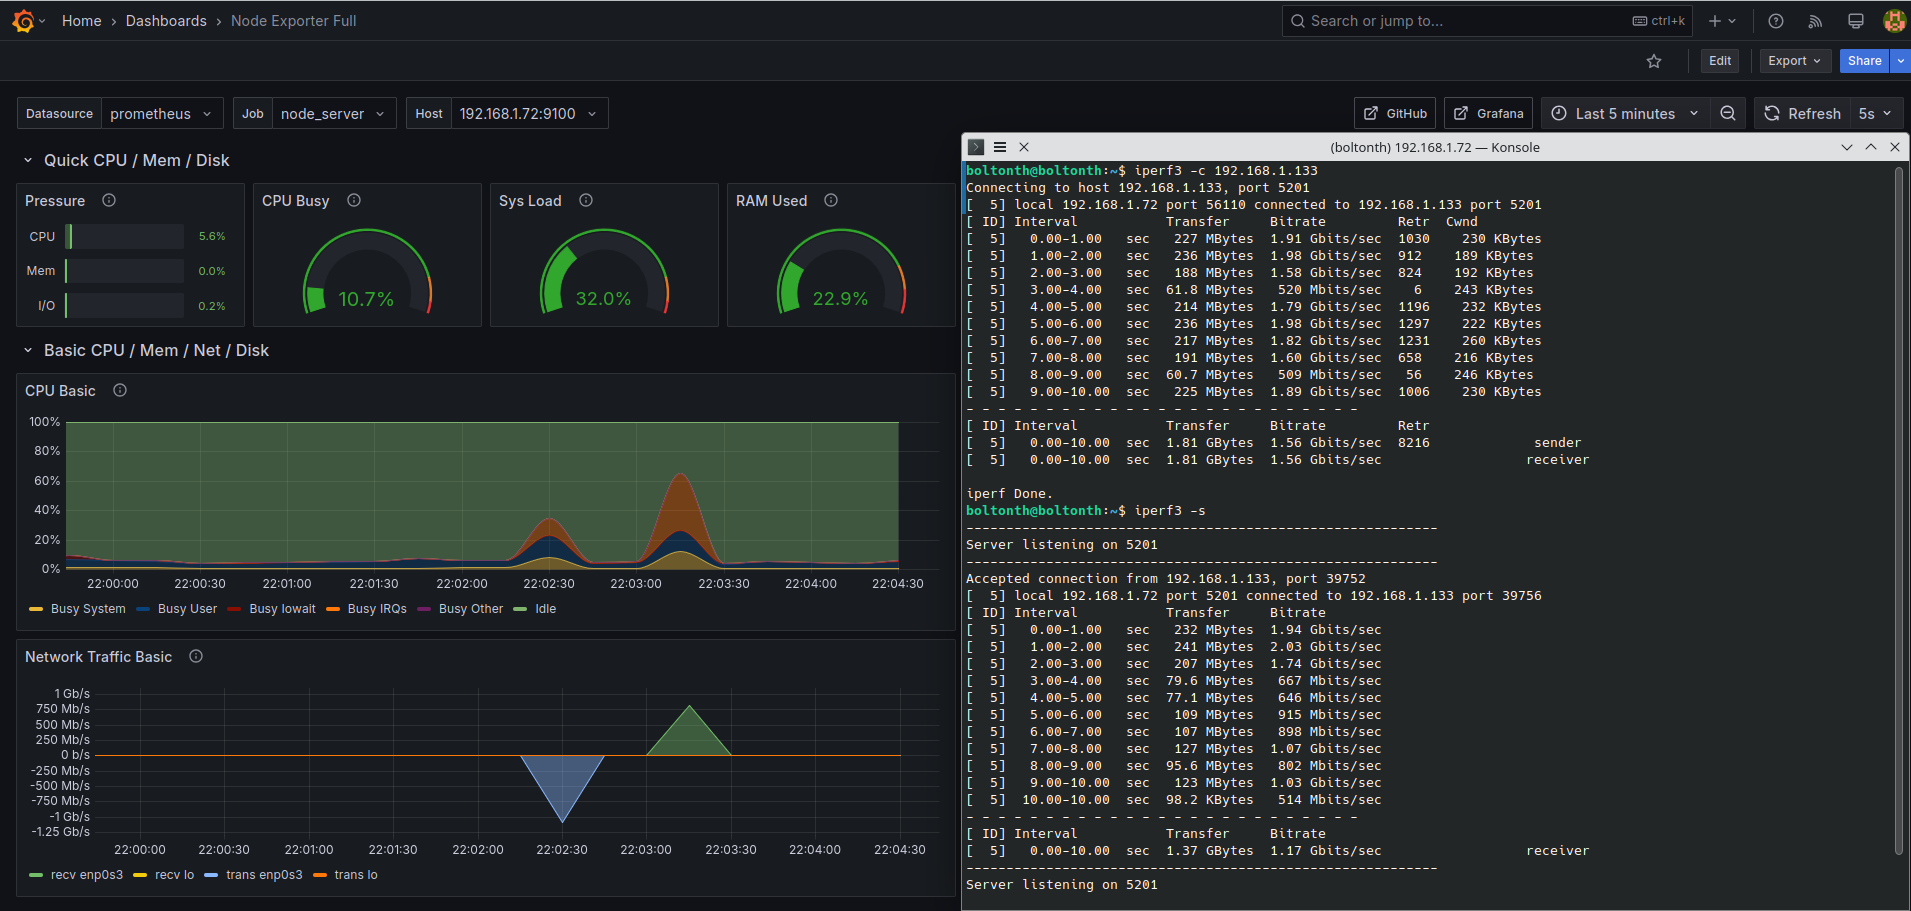 Home › Dashboards › Node Exporter Full
Search or jump to... ctrl+k
Edit Export Share
Datasource prometheus Job node_server Host 192.168.1.72:9100 GitHub Grafana Last 5 minutes Refresh 5s
Quick CPU / Mem / Disk
Pressure
CPU 5.6%
Mem 0.0%
I/O 0.2%
CPU Busy
10.7%
Sys Load
32.0%
RAM Used
22.9%
Basic CPU / Mem / Net / Disk
CPU Basic
100%
80%
60%
40%
20%
0%
22:00:00 22:00:30 22:01:00 22:01:30 22:02:00 22:02:30 22:03:00 22:03:30 22:04:00 22:04:30
Busy System Busy User Busy Iowait Busy IRQs Busy Other Idle
Network Traffic Basic
1 Gb/s
750 Mb/s
500 Mb/s
250 Mb/s
0 b/s
-250 Mb/s
-500 Mb/s
-750 Mb/s
-1 Gb/s
-1.25 Gb/s
22:00:00 22:00:30 22:01:00 22:01:30 22:02:00 22:02:30 22:03:00 22:03:30 22:04:00 22:04:30
recv enp0s3 recv lo trans enp0s3 trans lo
(boltonth) 192.168.1.72 — Konsole
boltonth@boltonth:~$ iperf3 -c 192.168.1.133
Connecting to host 192.168.1.133, port 5201
[  5] local 192.168.1.72 port 56110 connected to 192.168.1.133 port 5201
[ ID] Interval           Transfer     Bitrate         Retr  Cwnd
[  5]   0.00-1.00   sec   227 MBytes  1.91 Gbits/sec  1030    230 KBytes
[  5]   1.00-2.00   sec   236 MBytes  1.98 Gbits/sec  912    189 KBytes
[  5]   2.00-3.00   sec   188 MBytes  1.58 Gbits/sec  824    192 KBytes
[  5]   3.00-4.00   sec  61.8 MBytes   520 Mbits/sec    6    243 KBytes
[  5]   4.00-5.00   sec   214 MBytes  1.79 Gbits/sec  1196    232 KBytes
[  5]   5.00-6.00   sec   236 MBytes  1.98 Gbits/sec  1297    222 KBytes
[  5]   6.00-7.00   sec   217 MBytes  1.82 Gbits/sec  1231    260 KBytes
[  5]   7.00-8.00   sec   191 MBytes  1.60 Gbits/sec  658    216 KBytes
[  5]   8.00-9.00   sec  60.7 MBytes   509 Mbits/sec   56    246 KBytes
[  5]   9.00-10.00  sec   225 MBytes  1.89 Gbits/sec  1006    230 KBytes
- - - - - - - - - - - - - - - - - - - - - - - - -
[ ID] Interval           Transfer     Bitrate         Retr
[  5]   0.00-10.00  sec  1.81 GBytes  1.56 Gbits/sec  8216             sender
[  5]   0.00-10.00  sec  1.81 GBytes  1.56 Gbits/sec                  receiver
iperf Done.
boltonth@boltonth:~$ iperf3 -s
-----------------------------------------------------------
Server listening on 5201
-----------------------------------------------------------
Accepted connection from 192.168.1.133, port 39752
[  5] local 192.168.1.72 port 5201 connected to 192.168.1.133 port 39756
[ ID] Interval           Transfer     Bitrate
[  5]   0.00-1.00   sec   232 MBytes  1.94 Gbits/sec
[  5]   1.00-2.00   sec   241 MBytes  2.03 Gbits/sec
[  5]   2.00-3.00   sec   207 MBytes  1.74 Gbits/sec
[  5]   3.00-4.00   sec  79.6 MBytes   667 Mbits/sec
[  5]   4.00-5.00   sec  77.1 MBytes   646 Mbits/sec
[  5]   5.00-6.00   sec   109 MBytes   915 Mbits/sec
[  5]   6.00-7.00   sec   107 MBytes   898 Mbits/sec
[  5]   7.00-8.00   sec   127 MBytes  1.07 Gbits/sec
[  5]   8.00-9.00   sec  95.6 MBytes   802 Mbits/sec
[  5]   9.00-10.00  sec   123 MBytes  1.03 Gbits/sec
[  5]  10.00-10.00  sec  98.2 KBytes   514 Mbits/sec
- - - - - - - - - - - - - - - - - - - - - - - - -
[ ID] Interval           Transfer     Bitrate
[  5]   0.00-10.00  sec  1.37 GBytes  1.17 Gbits/sec                  receiver
-----------------------------------------------------------
Server listening on 5201